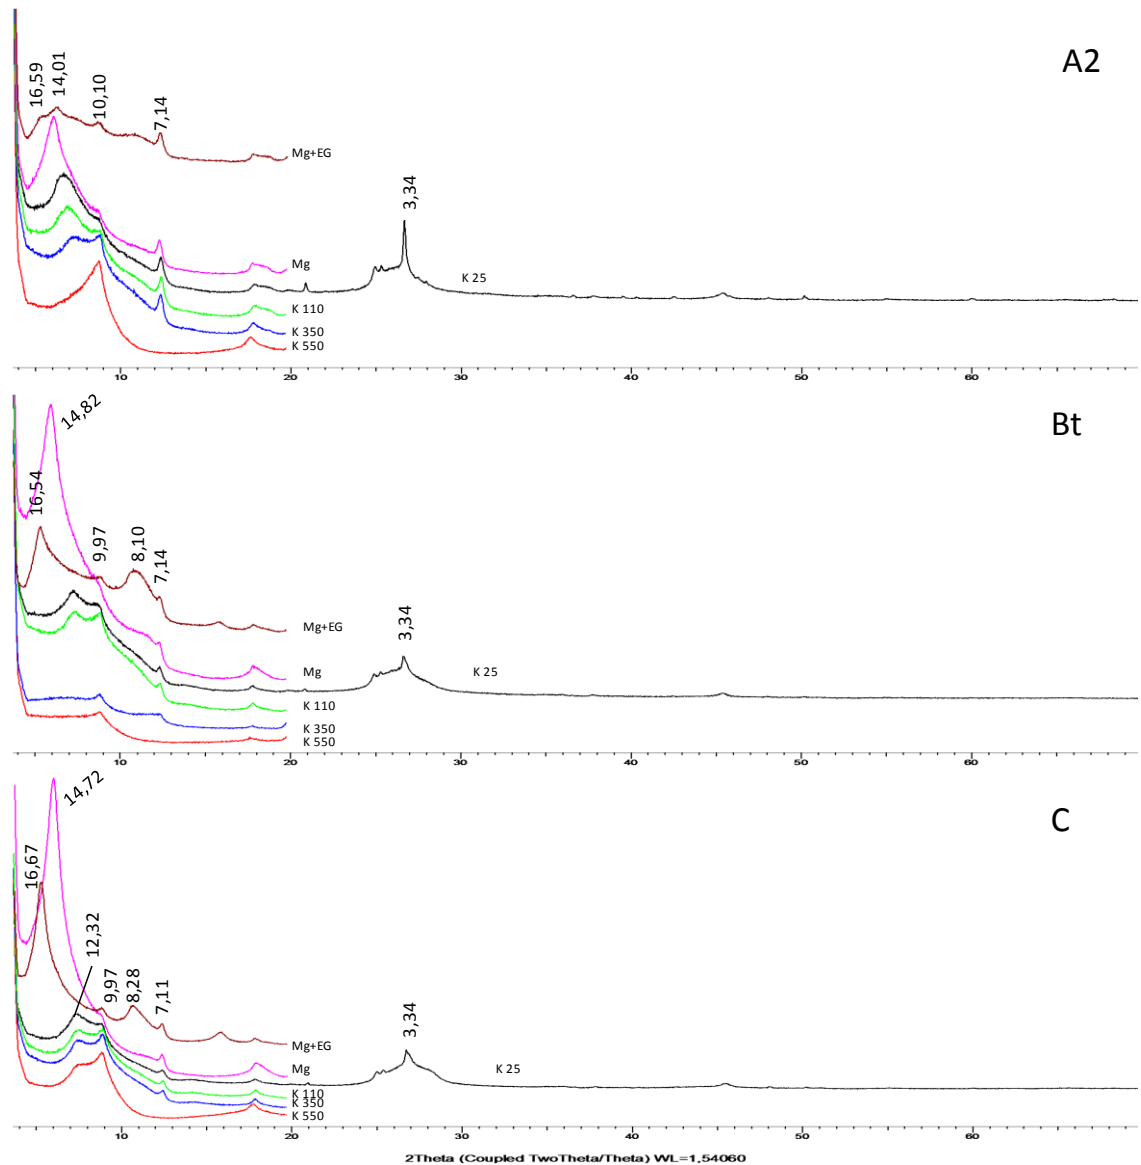 A2
16,59
14,01
10,10
7,14
Mg+EG
3,34
Mg
K 25
K 110
K 350
K 550
10 20 30 40 50 60
Bt
14,82
16,54
9,97
8,10
7,14
Mg+EG
3,34
Mg
K 25
K 110
K 350
K 550
10 20 30 40 50 60
C
14,72
16,67
12,32
9,97
8,28
7,11
Mg+EG
3,34
Mg
K 25
K 110
K 350
K 550
10 20 30 40 50 60
2Theta (Coupled TwoTheta/Theta) WL=1,54060